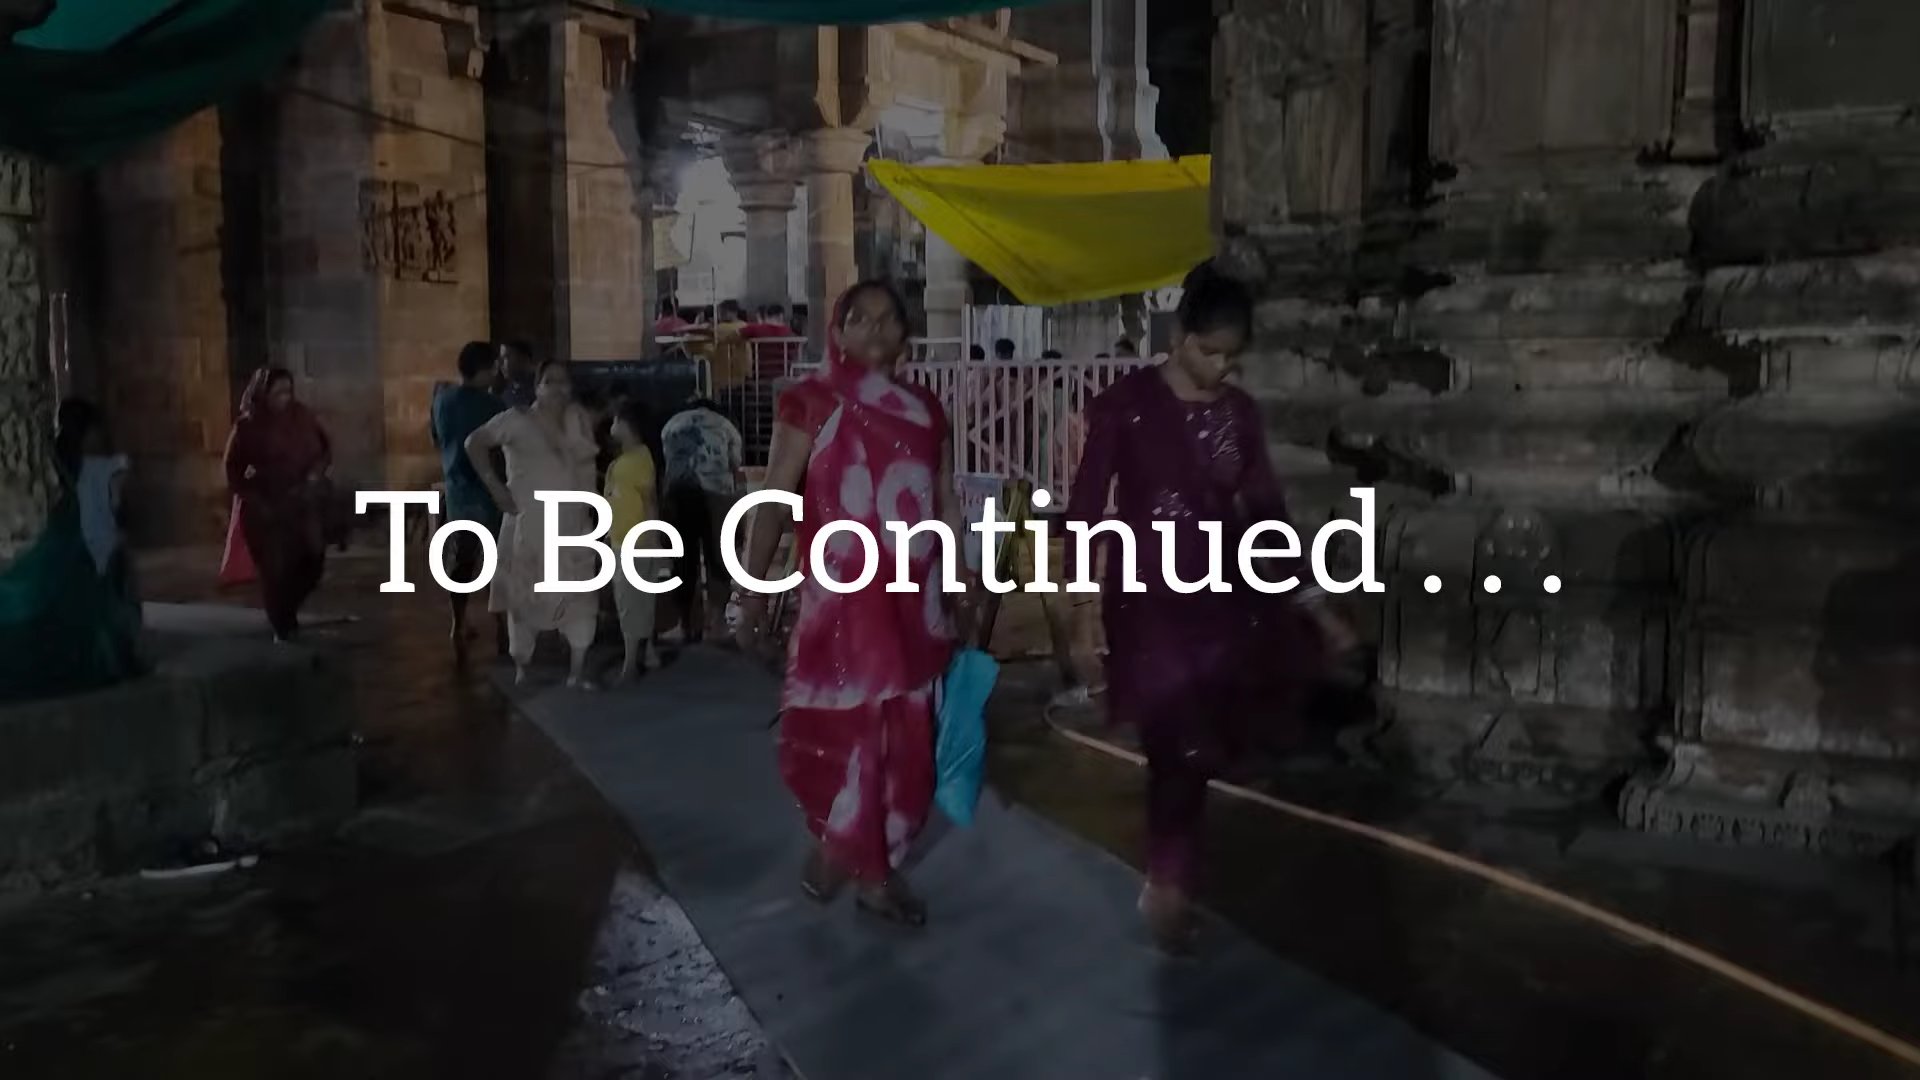 To Be Continued . . .